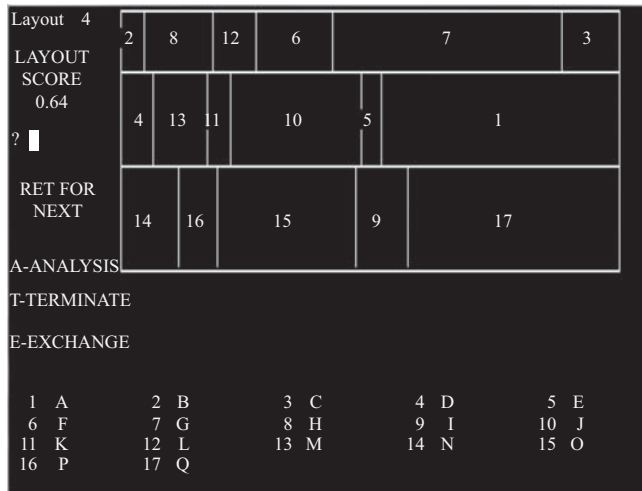 Layout 4
2 8 12 6 7 3
LAYOUT
SCORE
0.64
4 13 11 10 5 1
?
RET FOR
NEXT
14 16 15 9 17
A-ANALYSIS
T-TERMINATE
E-EXCHANGE
1 A 2 B 3 C 4 D 5 E
6 F 7 G 8 H 9 I 10 J
11 K 12 L 13 M 14 N 15 O
16 P 17 Q